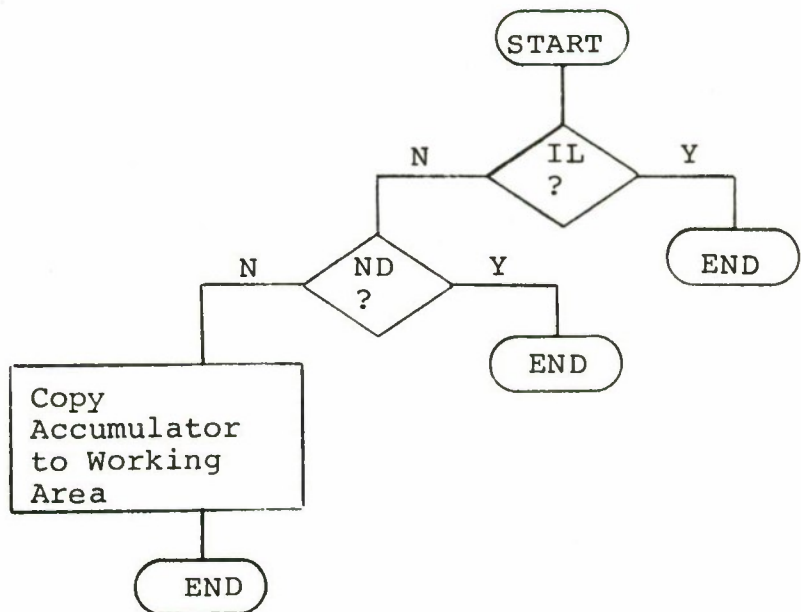 START
N
IL
Y
?
END
N
ND
Y
?
END
Copy
Accumulator
to Working
Area
END